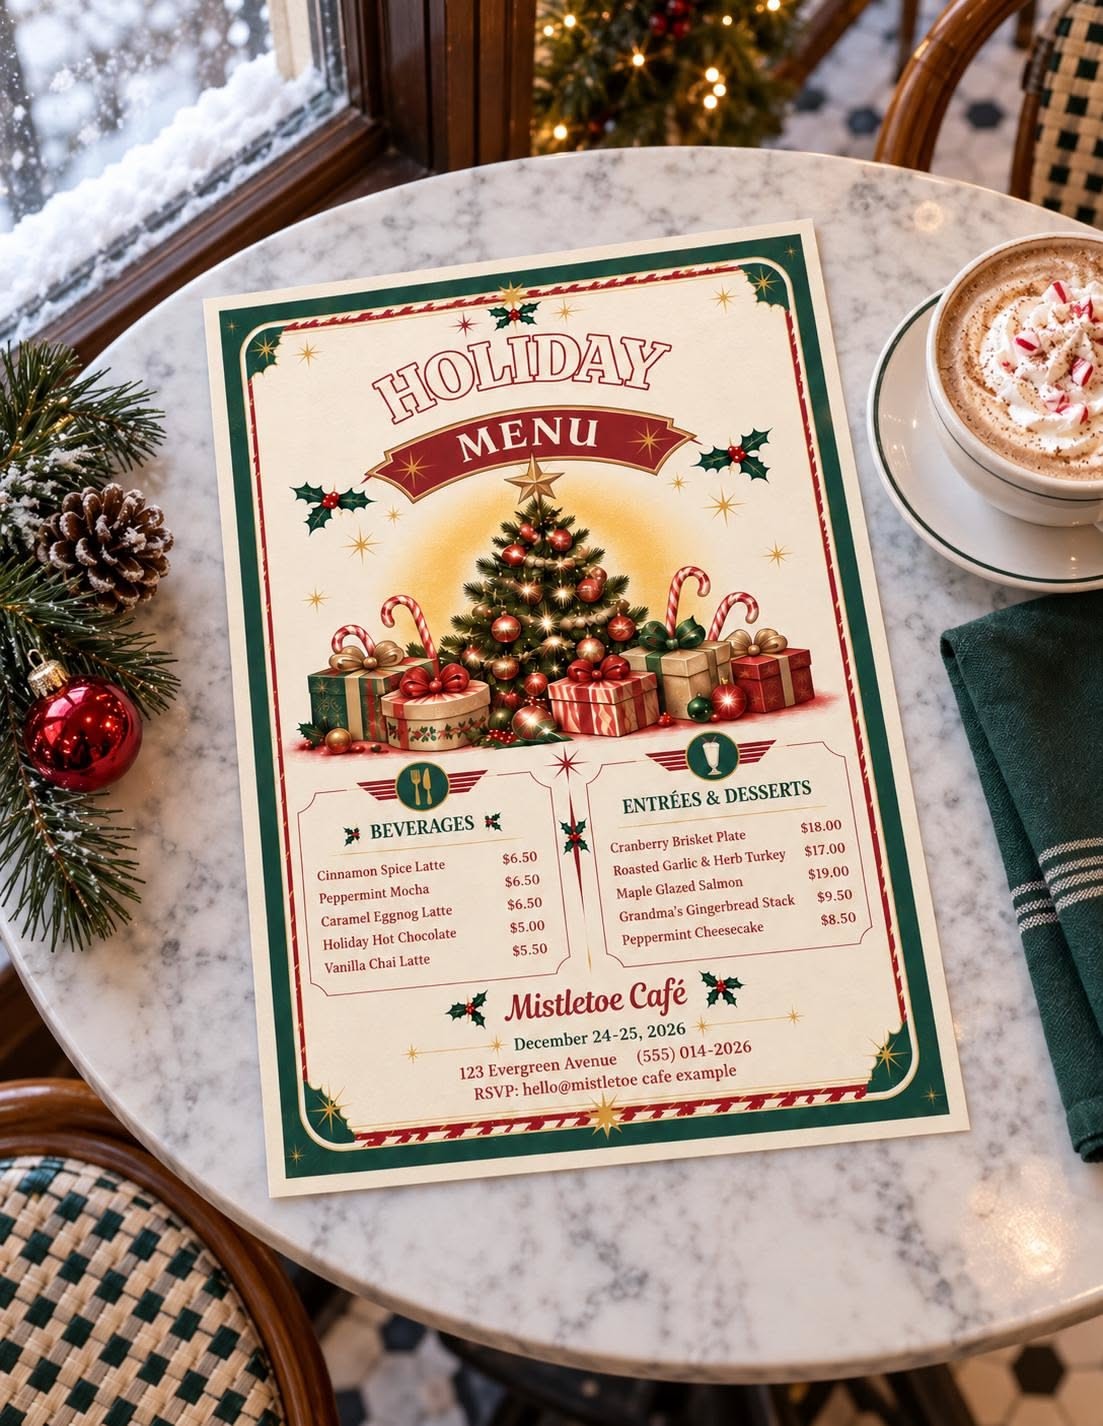 HOLIDAY
MENU
BEVERAGES
Cinnamon Spice Latte $6.50
Peppermint Mocha $6.50
Caramel Eggnog Latte $6.50
Holiday Hot Chocolate $5.00
Vanilla Chai Latte $5.50
ENTRÉES & DESSERTS
Cranberry Brisket Plate $18.00
Roasted Garlic & Herb Turkey $17.00
Maple Glazed Salmon $19.00
Grandma's Gingerbread Stack $9.50
Peppermint Cheesecake $8.50
Mistletoe Café
December 24-25, 2026
123 Evergreen Avenue (555) 014-2026
RSVP: hello@mistletoe cafe example